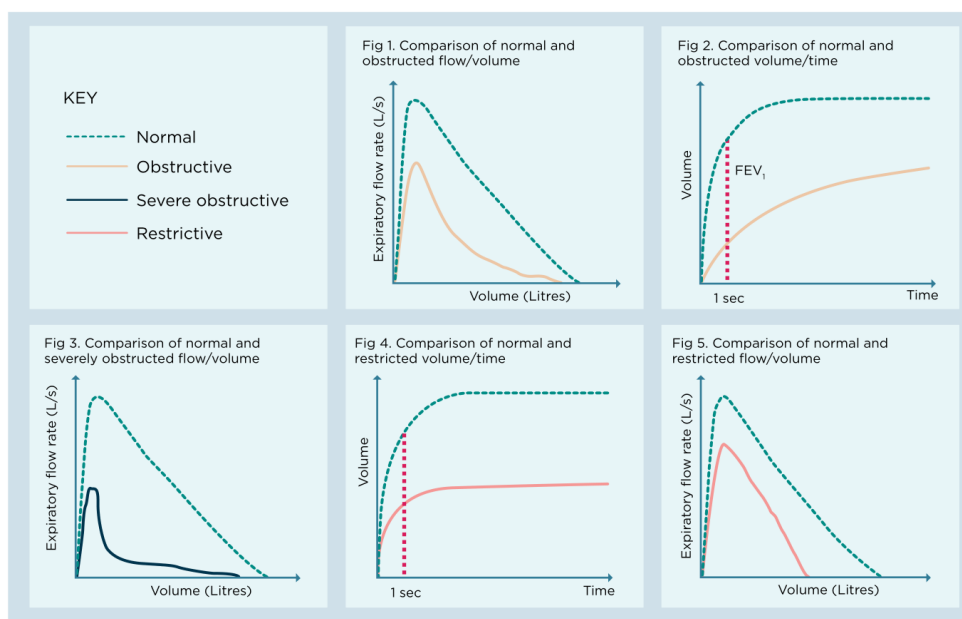 KEY
Normal
Obstructive
Severe obstructive
Restrictive
Fig 1. Comparison of normal and
obstructed flow/volume
Expiratory flow rate (L/s)
Volume (Litres)
Fig 2. Comparison of normal and
obstructed volume/time
Volume
FEV₁
1 sec
Time
Fig 3. Comparison of normal and
severely obstructed flow/volume
Expiratory flow rate (L/s)
Volume (Litres)
Fig 4. Comparison of normal and
restricted volume/time
Volume
1 sec
Time
Fig 5. Comparison of normal and
restricted flow/volume
Expiratory flow rate (L/s)
Volume (Litres)